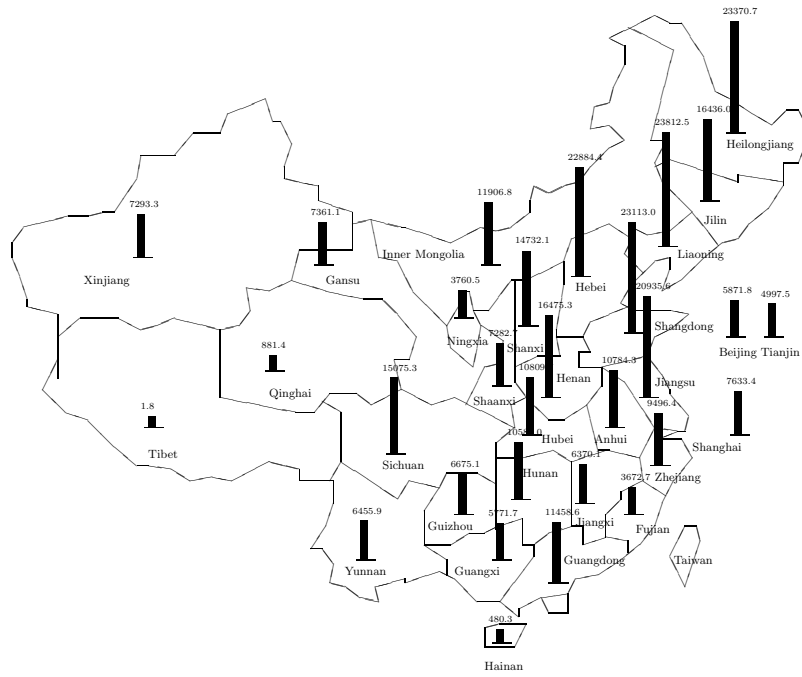 23370.7
Heilongjiang
16436.0
Jilin
23812.5
Liaoning
22884.4
Hebei
11906.8
Inner Mongolia
7293.3
Xinjiang
7361.1
Gansu
14732.1
Shanxi
23113.0
Shangdong
3760.5
Ningxia
20935.6
Jiangsu
5871.8
Beijing
4997.5
Tianjin
16475.3
Henan
7282.7
Shaanxi
881.4
Qinghai
15075.3
Sichuan
10784.3
Anhui
7633.4
Shanghai
1.8
Tibet
Hubei
9496.4
Zhejiang
Hunan
6675.1
Guizhou
6370.1
Jiangxi
3672.7
Fujian
6455.9
Yunnan
5771.7
Guangxi
11458.6
Guangdong
Taiwan
480.3
Hainan